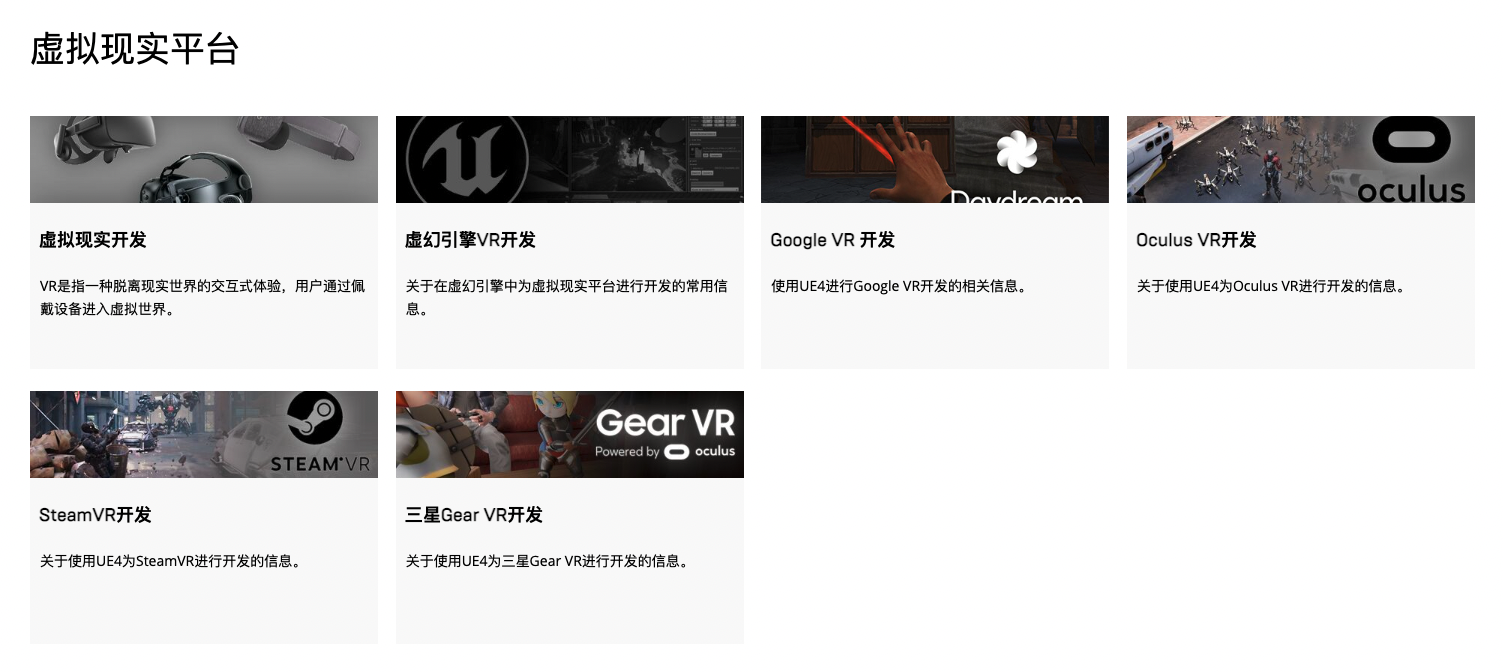 虚拟现实平台
Daydream
oculus
虚拟现实开发
虚幻引擎VR开发
Google VR 开发
Oculus VR开发
VR是指一种脱离现实世界的交互式体验，用户通过佩
戴设备进入虚拟世界。
关于在虚幻引擎中为虚拟现实平台进行开发的常用信
息。
使用UE4进行Google VR开发的相关信息。
关于使用UE4为Oculus VR进行开发的信息。
STEAM VR
Gear VR
Powered by oculus
SteamVR开发
三星Gear VR开发
关于使用UE4为SteamVR进行开发的信息。
关于使用UE4为三星Gear VR进行开发的信息。